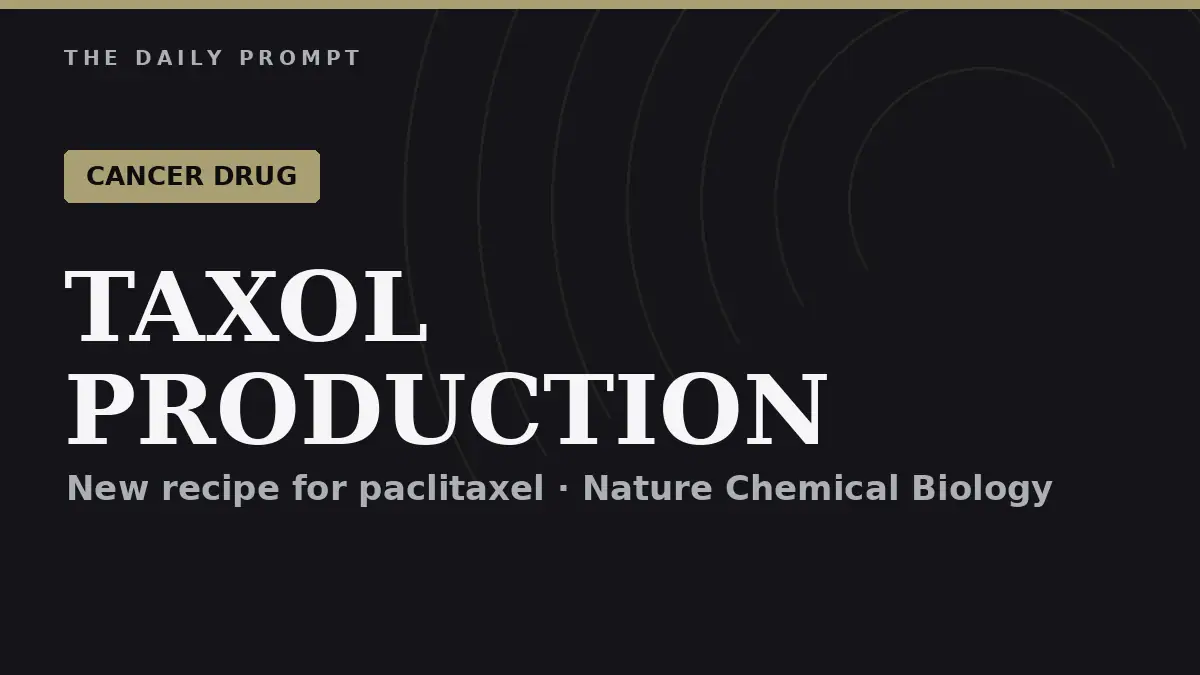 THE DAILY PROMPT
CANCER DRUG
TAXOL
PRODUCTION
New recipe for paclitaxel · Nature Chemical Biology